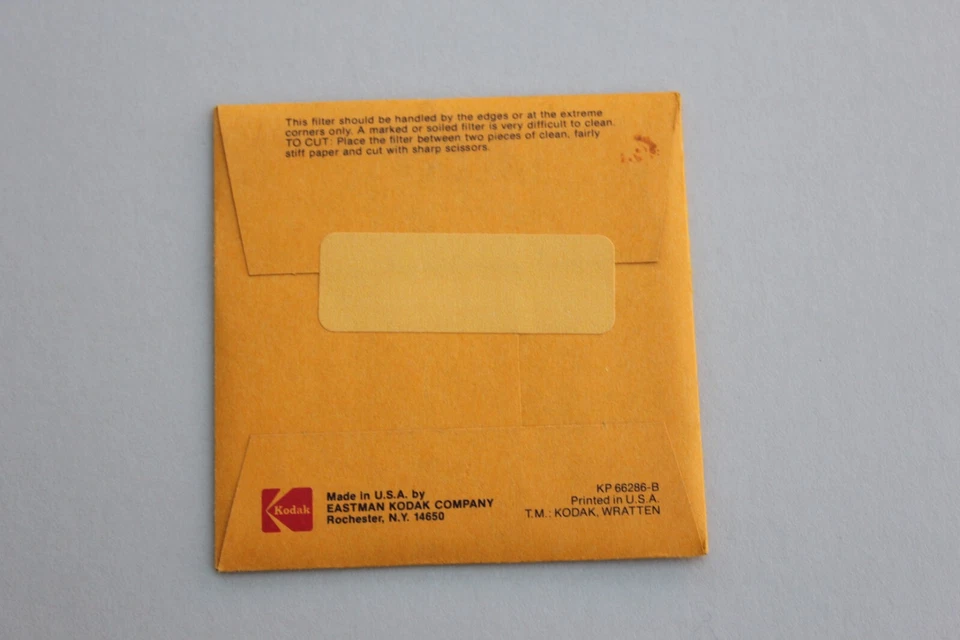 This filter should be handled by the edges or at the extreme
corners only. A marked or soiled filter is very difficult to clean.
TO CUT: Place the filter between two pieces of clean, fairly
stiff paper and cut with sharp scissors.
Kodak
Made in U.S.A. by
EASTMAN KODAK COMPANY
Rochester, N.Y. 14650
KP 66286-B
Printed in U.S.A.
T.M.: KODAK, WRATTEN